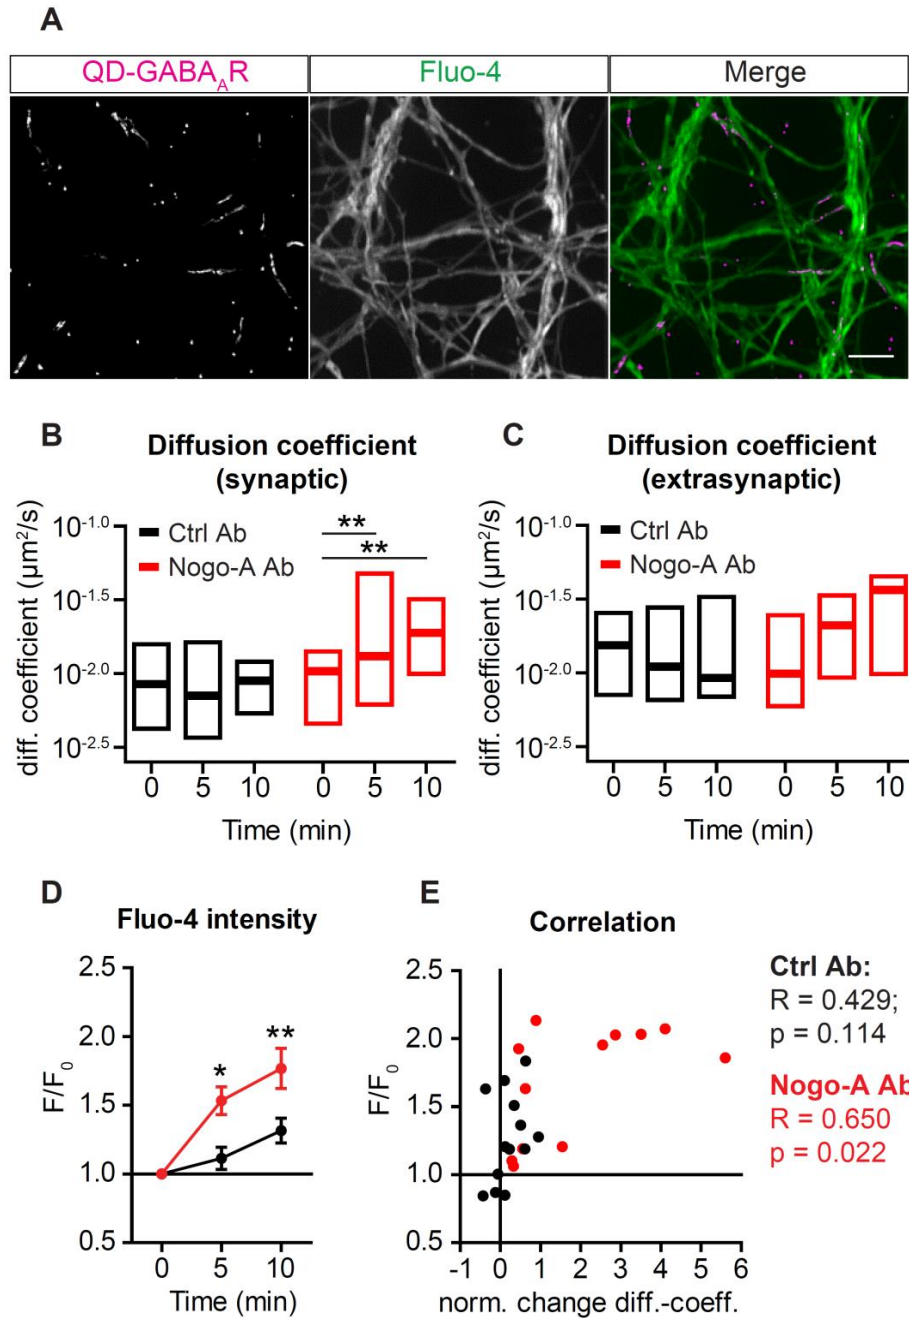 A
QD-GABA_AR Fluo-4 Merge
B
Diffusion coefficient
(synaptic)
diff. coefficient (µm²/s)
10^-1.0
10^-1.5
10^-2.0
10^-2.5
Ctrl Ab
Nogo-A Ab
**
**
0 5 10 0 5 10
Time (min)
C
Diffusion coefficient
(extrasynaptic)
diff. coefficient (µm²/s)
10^-1.0
10^-1.5
10^-2.0
10^-2.5
Ctrl Ab
Nogo-A Ab
0 5 10 0 5 10
Time (min)
D
Fluo-4 intensity
F/F_0
2.5
2.0
1.5
1.0
0.5
*
**
0 5 10
Time (min)
E
Correlation
F/F_0
2.5
2.0
1.5
1.0
0.5
-1 0 1 2 3 4 5 6
norm. change diff.-coeff.
Ctrl Ab:
R = 0.429;
p = 0.114
Nogo-A Ab
R = 0.650
p = 0.022